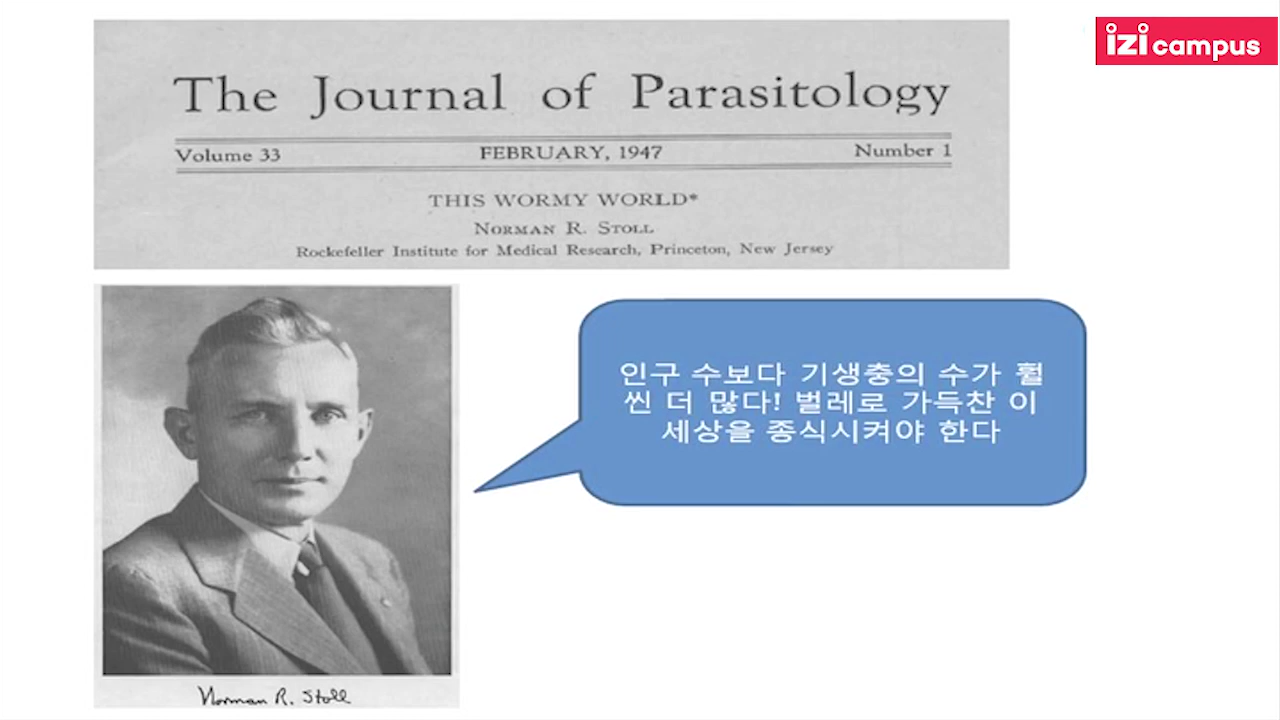 izi campus
The Journal of Parasitology
Volume 33 FEBRUARY, 1947 Number 1
THIS WORMY WORLD*
NORMAN R. STOLL
Rockefeller Institute for Medical Research, Princeton, New Jersey
인구 수보다 기생충의 수가 훨
씬 더 많다! 벌레로 가득찬 이
세상을 종식시켜야 한다
Norman R. Stoll